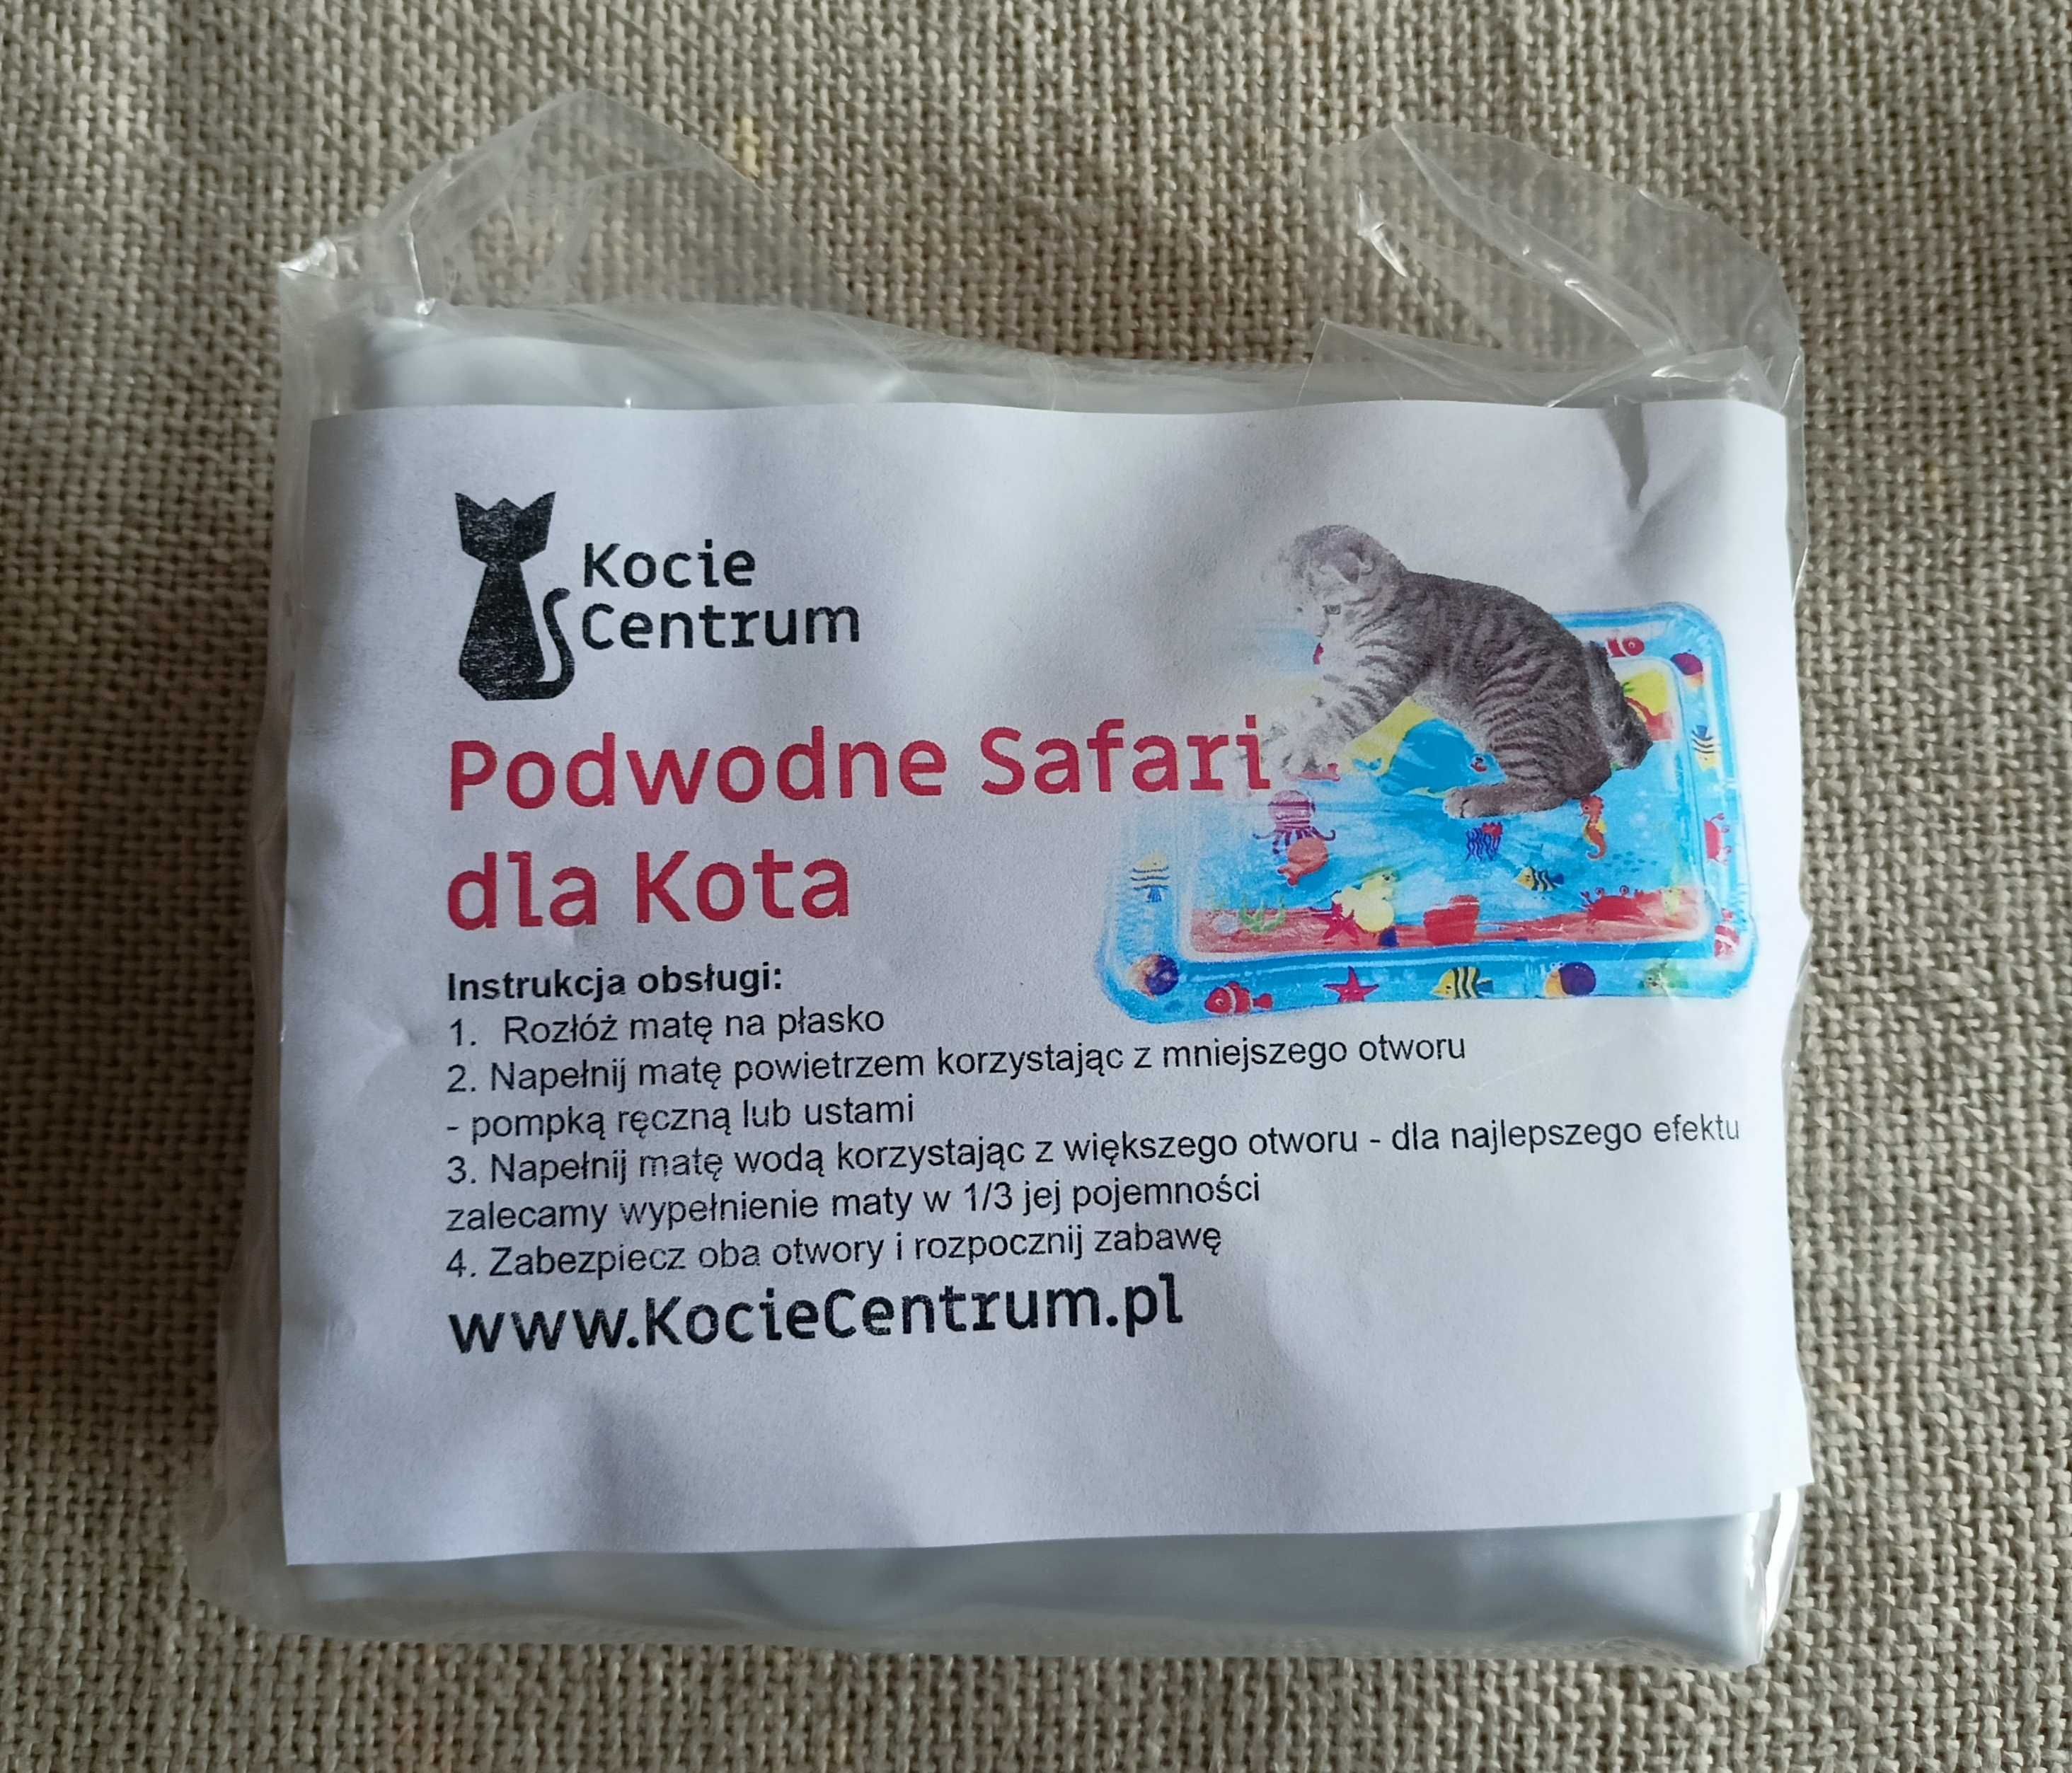 Kocie
Centrum
Podwodne Safari
dla Kota
Instrukcja obsługi:
1. Rozłóż matę na płasko
2. Napełnij matę powietrzem korzystając z mniejszego otworu
- pompką ręczną lub ustami
3. Napełnij matę wodą korzystając z większego otworu - dla najlepszego efektu
zalecamy wypełnienie maty w 1/3 jej pojemności
4. Zabezpiecz oba otwory i rozpocznij zabawę
www.KocieCentrum.pl